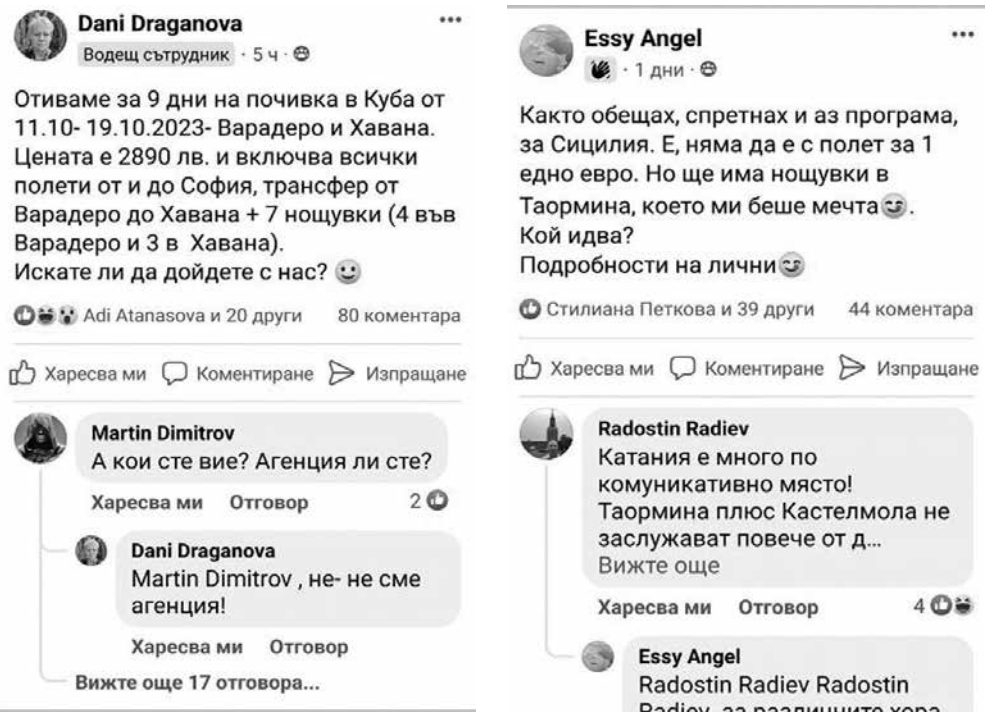 Dani Draganova
Водещ сътрудник · 5 ч ·
Отиваме за 9 дни на почивка в Куба от
11.10- 19.10.2023- Варадеро и Хавана.
Цената е 2890 лв. и включва всички
полети от и до София, трансфер от
Варадеро до Хавана + 7 нощувки (4 във
Варадеро и 3 в Хавана).
Искате ли да дойдете с нас? 🙂
Adi Atanasova и 20 други 80 коментара
Харесва ми Коментиране Изпращане
Martin Dimitrov
А кои сте вие? Агенция ли сте?
Харесва ми Отговор 2
Dani Draganova
Martin Dimitrov , не- не сме
агенция!
Харесва ми Отговор
Вижте още 17 отговора...
Essy Angel
· 1 дни ·
Както обещах, спретнах и аз програма,
за Сицилия. Е, няма да е с полет за 1
едно евро. Но ще има нощувки в
Таормина, което ми беше мечта😏.
Кой идва?
Подробности на лични😏
Стилиана Петкова и 39 други 44 коментара
Харесва ми Коментиране Изпращане
Radostin Radiev
Катания е много по
комуникативно място!
Таормина плюс Кастелмола не
заслужават повече от д...
Вижте още
Харесва ми Отговор 4
Essy Angel
Radostin Radiev Radostin
Radiev, за различните хора